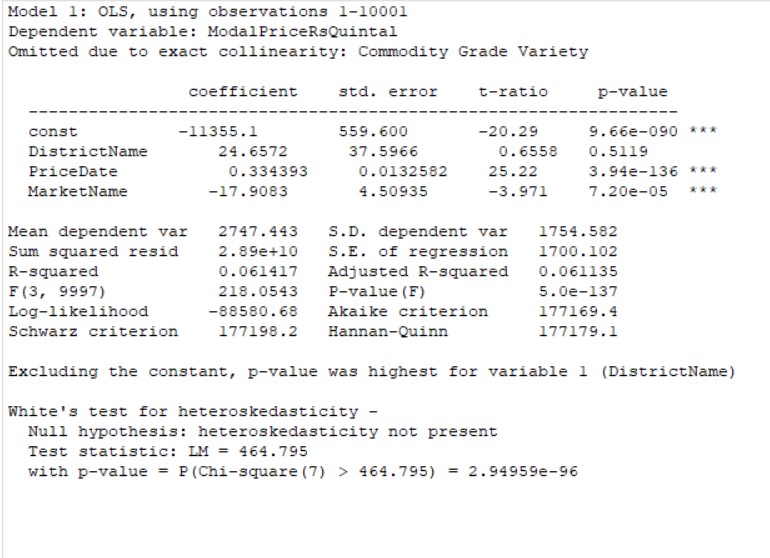 Model 1: OLS, using observations 1-10001
Dependent variable: ModalPriceRsQuintal
Omitted due to exact collinearity: Commodity Grade Variety
coefficient std. error t-ratio p-value
---------------------------------------------------------------
const -11355.1 559.600 -20.29 9.66e-090 ***
DistrictName 24.6572 37.5966 0.6558 0.5119
PriceDate 0.334393 0.0132582 25.22 3.94e-136 ***
MarketName -17.9083 4.50935 -3.971 7.20e-05 ***
Mean dependent var 2747.443 S.D. dependent var 1754.582
Sum squared resid 2.89e+10 S.E. of regression 1700.102
R-squared 0.061417 Adjusted R-squared 0.061135
F(3, 9997) 218.0543 P-value(F) 5.0e-137
Log-likelihood -88580.68 Akaike criterion 177169.4
Schwarz criterion 177198.2 Hannan-Quinn 177179.1
Excluding the constant, p-value was highest for variable 1 (DistrictName)
White's test for heteroskedasticity -
Null hypothesis: heteroskedasticity not present
Test statistic: LM = 464.795
with p-value = P(Chi-square(7) > 464.795) = 2.94959e-96